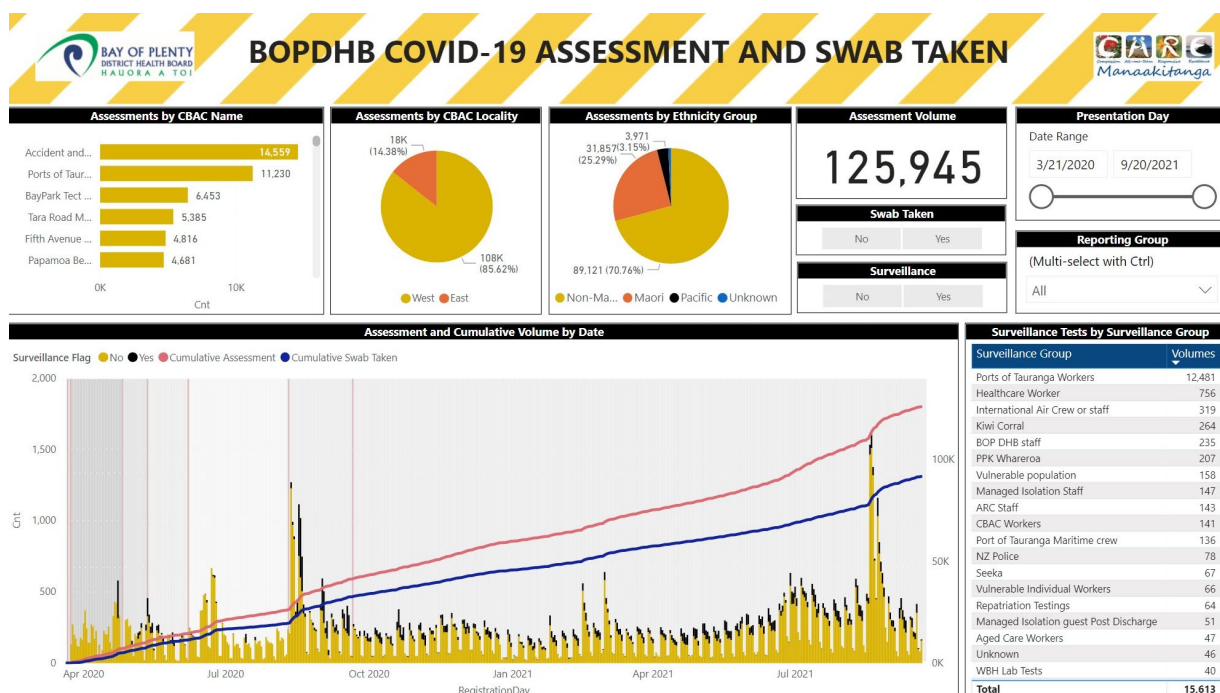 BAY OF PLENTY
DISTRICT HEALTH BOARD
HAUORA A TOI
BOPDHB COVID-19 ASSESSMENT AND SWAB TAKEN
CARE
Manaakitanga
Assessments by CBAC Name
Accident and... 14,559
Ports of Taur... 11,230
BayPark Tect ... 6,453
Tara Road M... 5,385
Fifth Avenue ... 4,816
Papamoa Be... 4,681
0K 10K
Cnt
Assessments by CBAC Locality
18K
(14.38%)
108K
(85.62%)
West East
Assessments by Ethnicity Group
3,971
(3.15%)
31,857
(25.29%)
89,121 (70.76%)
Non-Ma... Maori Pacific Unknown
Assessment Volume
125,945
Swab Taken
No Yes
Surveillance
No Yes
Presentation Day
Date Range
3/21/2020 9/20/2021
Reporting Group
(Multi-select with Ctrl)
All
Assessment and Cumulative Volume by Date
Surveillance Flag No Yes Cumulative Assessment Cumulative Swab Taken
2,000
1,500
1,000
500
0
Cnt
100K
50K
0K
Apr 2020 Jul 2020 Oct 2020 Jan 2021 Apr 2021 Jul 2021
RegistrationDay
Surveillance Tests by Surveillance Group
Surveillance Group Volumes
Ports of Tauranga Workers 12,481
Healthcare Worker 756
International Air Crew or staff 319
Kiwi Corral 264
BOP DHB staff 235
PPK Whareroa 207
Vulnerable population 158
Managed Isolation Staff 147
ARC Staff 143
CBAC Workers 141
Port of Tauranga Maritime crew 136
NZ Police 78
Seeka 67
Vulnerable Individual Workers 66
Repatriation Testings 64
Managed Isolation guest Post Discharge 51
Aged Care Workers 47
Unknown 46
WBH Lab Tests 40
Total 15,613